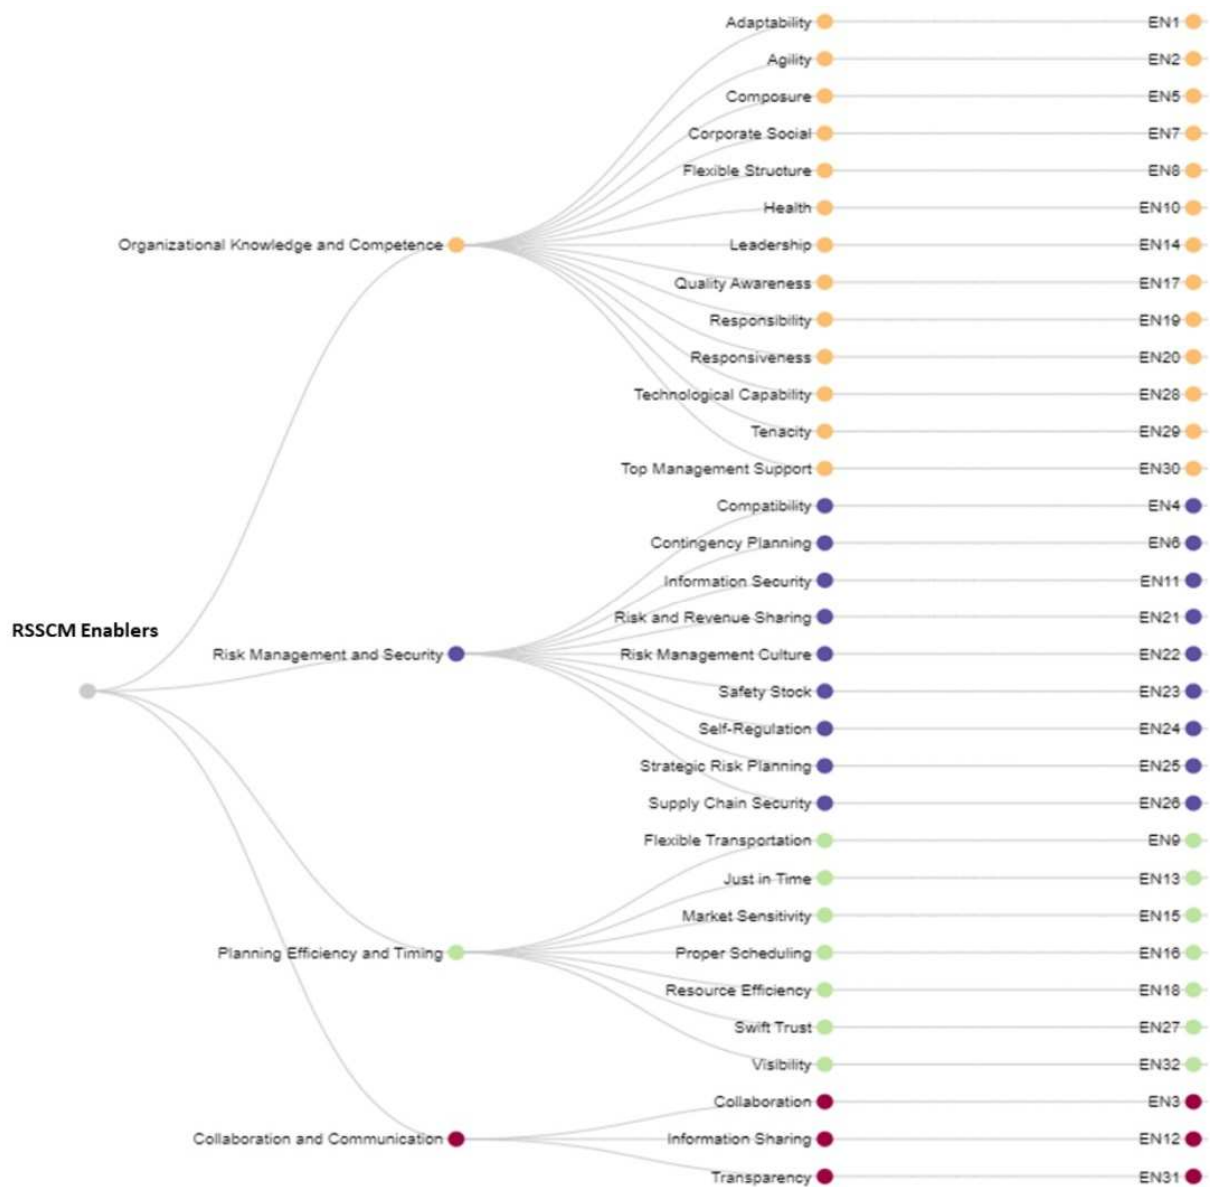 Adaptability EN1
Agility EN2
Composure EN5
Corporate Social EN7
Flexible Structure EN8
Health EN10
Organizational Knowledge and Competence Leadership EN14
Quality Awareness EN17
Responsibility EN19
Responsiveness EN20
Technological Capability EN28
Tenacity EN29
Top Management Support EN30
Compatibility EN4
Contingency Planning EN6
Information Security EN11
Risk and Revenue Sharing EN21
RSSCM Enablers
Risk Management and Security Risk Management Culture EN22
Safety Stock EN23
Self-Regulation EN24
Strategic Risk Planning EN25
Supply Chain Security EN26
Flexible Transportation EN9
Just in Time EN13
Market Sensitivity EN15
Planning Efficiency and Timing Proper Scheduling EN16
Resource Efficiency EN18
Swift Trust EN27
Visibility EN32
Collaboration EN3
Collaboration and Communication Information Sharing EN12
Transparency EN31